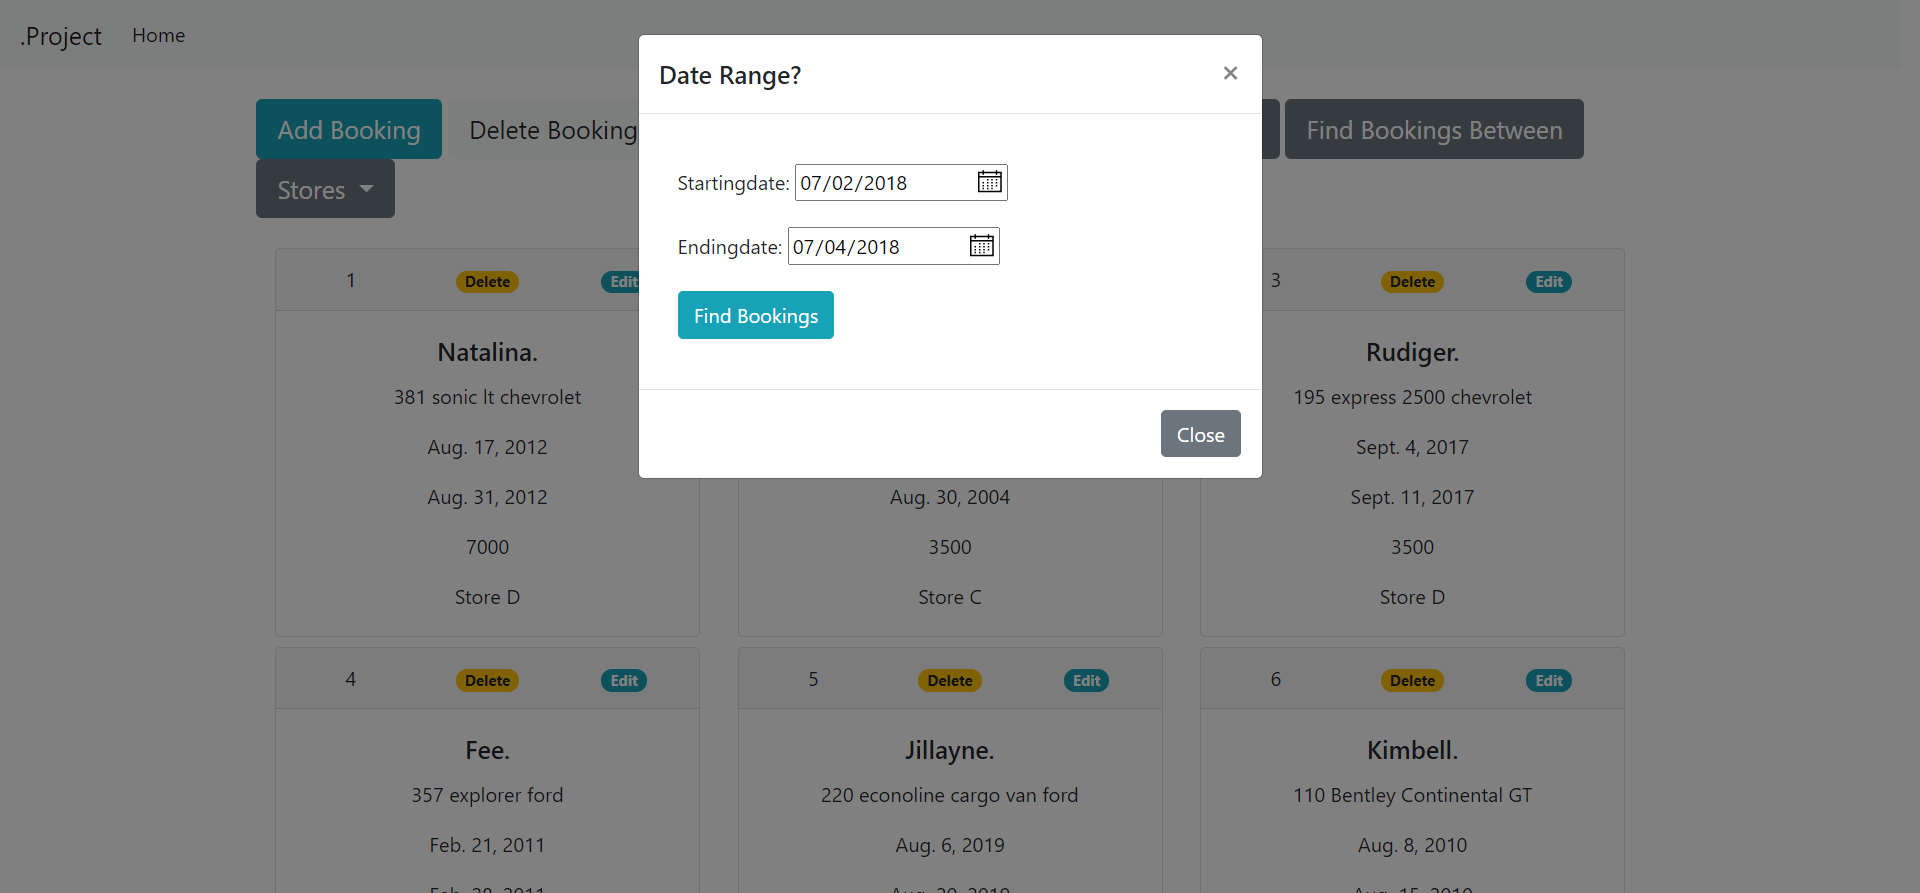 .Project Home
Date Range?
×
Add Booking Delete Booking Find Bookings Between
Stores
Startingdate: 07/02/2018
Endingdate: 07/04/2018
Find Bookings
Close
1 Delete Edit
Natalina.
381 sonic lt chevrolet
Aug. 17, 2012
Aug. 31, 2012
7000
Store D
Aug. 30, 2004
3500
Store C
3 Delete Edit
Rudiger.
195 express 2500 chevrolet
Sept. 4, 2017
Sept. 11, 2017
3500
Store D
4 Delete Edit
Fee.
357 explorer ford
Feb. 21, 2011
5 Delete Edit
Jillayne.
220 econoline cargo van ford
Aug. 6, 2019
6 Delete Edit
Kimbell.
110 Bentley Continental GT
Aug. 8, 2010